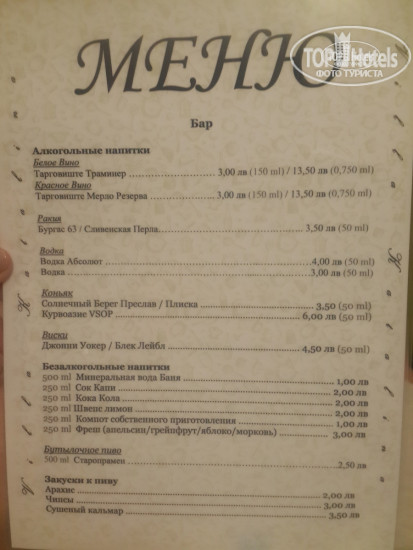 TOP Hotels
ФОТО ТУРИСТА
МЕНЮ
Бар
Алкогольные напитки
Белое Вино
Тарговиште Траминер 3,00 лв (150 ml) / 13,50 лв (0,750 ml)
Красное Вино
Тарговиште Мерло Резерва 3,00 лв (150 ml) / 13,50 лв (0,750 ml)
Ракия
Бургас 63 / Сливенская Перла 3,50 лв (50 ml)
Водка
Водка Абсолют 4,00 лв (50 ml)
Водка 3,00 лв (50 ml)
Коньяк
Солнечный Берег Преслав / Плиска 3,50 (50 ml)
Курвоазие VSOP 6,00 лв (50 ml)
Виски
Джонни Уокер / Блек Лейбл 4,50 лв (50 ml)
Безалкогольные напитки
500 ml Минеральная вода Баня 1,00 лв
250 ml Сок Капи 2,00 лв
250 ml Кока Кола 2,00 лв
250 ml Швепс лимон 2,00 лв
250 ml Компот собственного приготовления 1,00 лв
250 ml Фреш (апельсин/грейпфрут/яблоко/морковь) 3,00 лв
Бутылочное пиво
500 ml Старопрамен 2,50 лв
Закуски к пиву
Арахис 2,00 лв
Чипсы 3,00 лв
Сушеный кальмар 3,50 лв